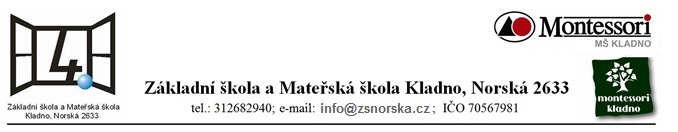 4.
Základní škola a Mateřská škola
Kladno, Norská 2633
Základní škola a Mateřská škola Kladno, Norská 2633
tel.: 312682940; e-mail: info@zsnorska.cz; IČO 70567981
Montessori
MŠ KLADNO
montessori
kladno